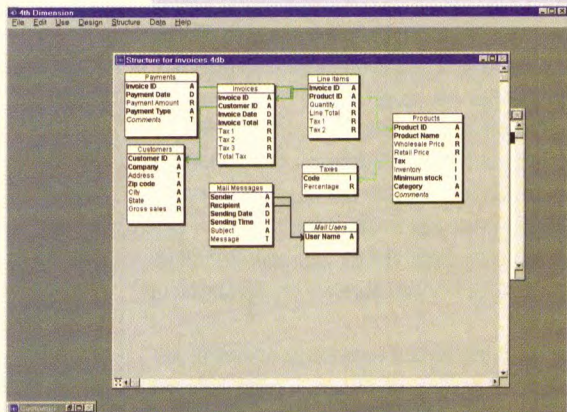 4th Dimension
File Edit Use Design Structure Data Help
Structure for invoices.4db
Payments
Invoice ID A
Payment Date D
Payment Amount R
Payment Type A
Comments T
Invoices
Invoice ID A
Customer ID A
Invoice Date D
Invoice Total R
Tax 1 R
Tax 2 R
Tax 3 R
Total Tax R
Line Items
Invoice ID A
Product ID A
Quantity R
Line Total R
Tax 1 R
Tax 2 R
Products
Product ID A
Product Name A
Wholesale Price R
Retail Price R
Tax I
Inventory I
Minimum stock I
Category A
Comments A
Customers
Customer ID A
Company A
Address T
Zip code A
City A
State A
Gross sales R
Taxes
Code I
Percentage R
Mail Messages
Sender A
Recipient A
Sending Date D
Sending Time H
Subject A
Message T
Mail Users
User Name A